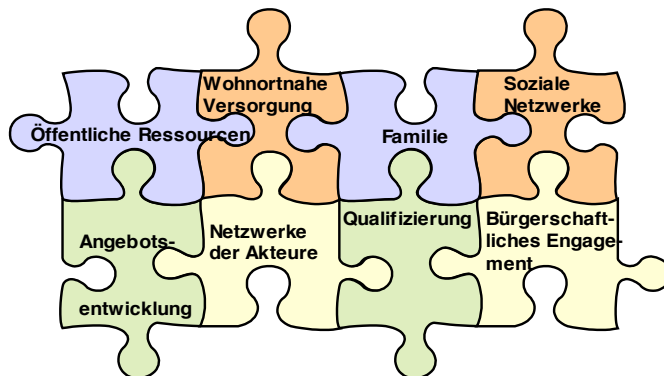 Wohnortnahe
Versorgung
Soziale
Netzwerke
Öffentliche Ressourcen
Familie
Angebots-
entwicklung
Netzwerke
der Akteure
Qualifizierung
Bürgerschaft-
liches Engage-
ment